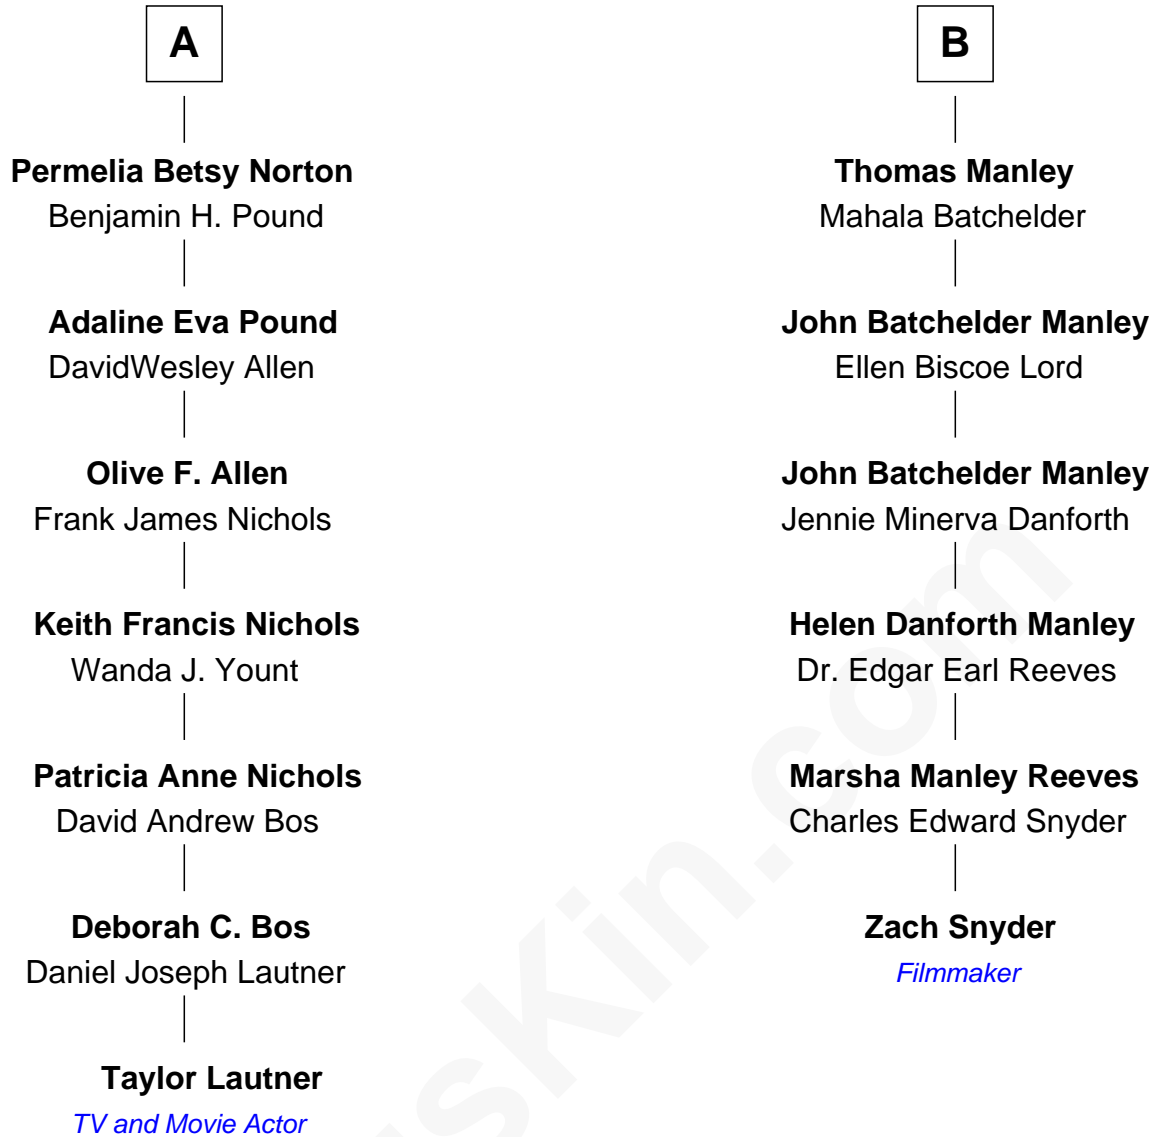 A
Permelia Betsy Norton
Benjamin H. Pound
Adaline Eva Pound
DavidWesley Allen
Olive F. Allen
Frank James Nichols
Keith Francis Nichols
Wanda J. Yount
Patricia Anne Nichols
David Andrew Bos
Deborah C. Bos
Daniel Joseph Lautner
Taylor Lautner
TV and Movie Actor
B
Thomas Manley
Mahala Batchelder
John Batchelder Manley
Ellen Biscoe Lord
John Batchelder Manley
Jennie Minerva Danforth
Helen Danforth Manley
Dr. Edgar Earl Reeves
Marsha Manley Reeves
Charles Edward Snyder
Zach Snyder
Filmmaker
sKin.com